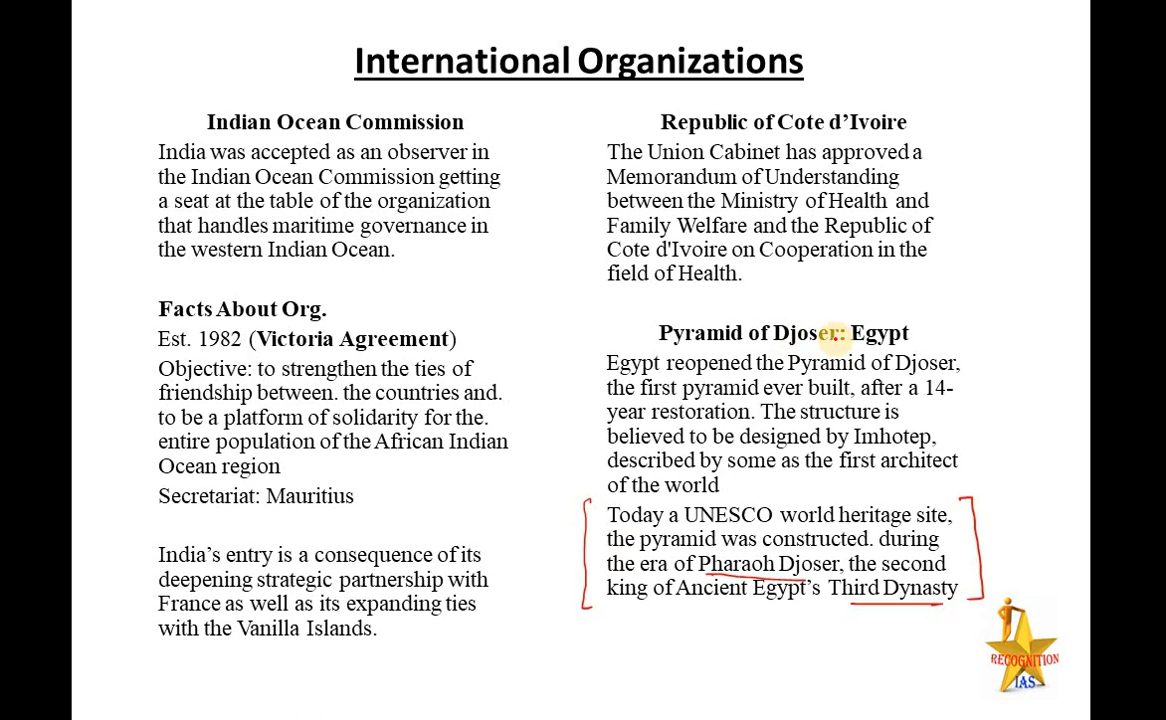 International Organizations
Indian Ocean Commission
India was accepted as an observer in
the Indian Ocean Commission getting
a seat at the table of the organization
that handles maritime governance in
the western Indian Ocean.
Facts About Org.
Est. 1982 (Victoria Agreement)
Objective: to strengthen the ties of
friendship between. the countries and.
to be a platform of solidarity for the.
entire population of the African Indian
Ocean region
Secretariat: Mauritius
India's entry is a consequence of its
deepening strategic partnership with
France as well as its expanding ties
with the Vanilla Islands.
Republic of Cote d'Ivoire
The Union Cabinet has approved a
Memorandum of Understanding
between the Ministry of Health and
Family Welfare and the Republic of
Cote d'Ivoire on Cooperation in the
field of Health.
Pyramid of Djoser: Egypt
Egypt reopened the Pyramid of Djoser,
the first pyramid ever built, after a 14-
year restoration. The structure is
believed to be designed by Imhotep,
described by some as the first architect
of the world
Today a UNESCO world heritage site,
the pyramid was constructed. during
the era of Pharaoh Djoser, the second
king of Ancient Egypt's Third Dynasty
RECOGNITION
IAS